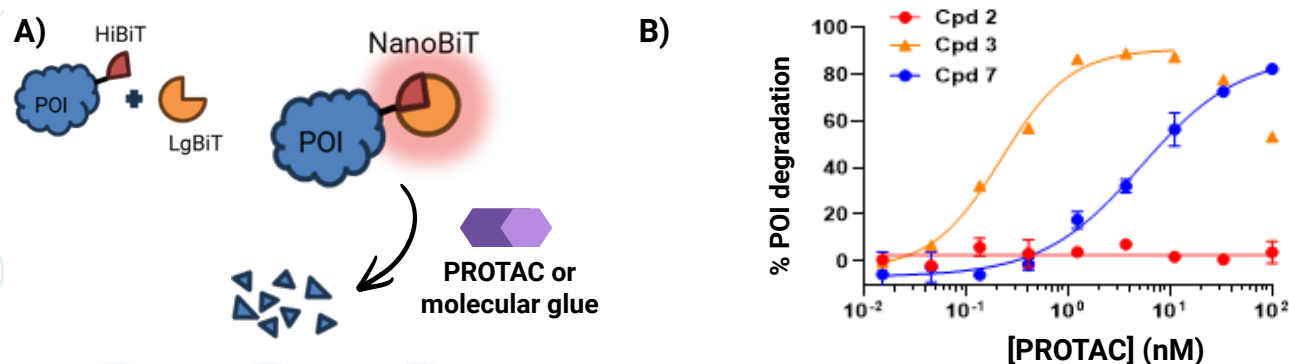 A)
HiBiT
POI
LgBiT
NanoBiT
POI
PROTAC or
molecular glue
B)
Cpd 2
Cpd 3
Cpd 7
% POI degradation
100
80
60
40
20
0
10-2
10-1
100
101
102
[PROTAC] (nM)